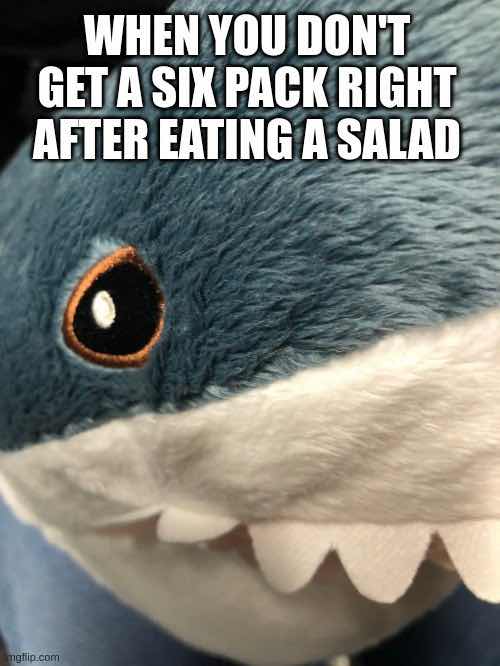 WHEN YOU DON'T
GET A SIX PACK RIGHT
AFTER EATING A SALAD
imgflip.com